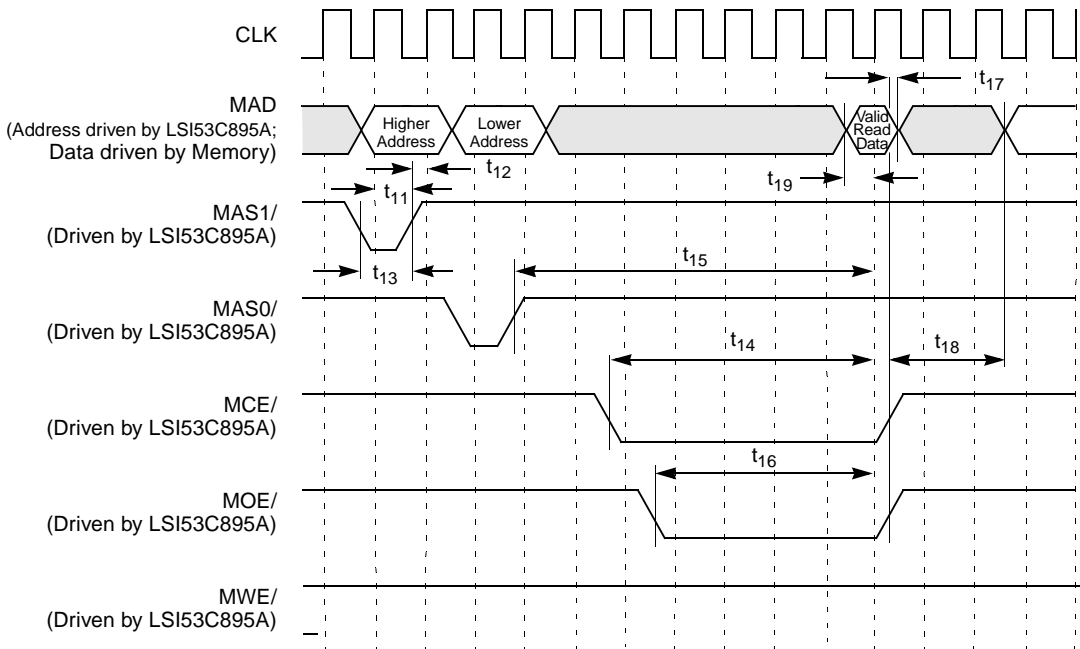 CLK
MAD
(Address driven by LSI53C895A;
Data driven by Memory)
Higher
Address
Lower
Address
Valid
Read
Data
t17
t12
t11
t19
MAS1/
(Driven by LSI53C895A)
t13
t15
MAS0/
(Driven by LSI53C895A)
t14
t18
MCE/
(Driven by LSI53C895A)
t16
MOE/
(Driven by LSI53C895A)
MWE/
(Driven by LSI53C895A)